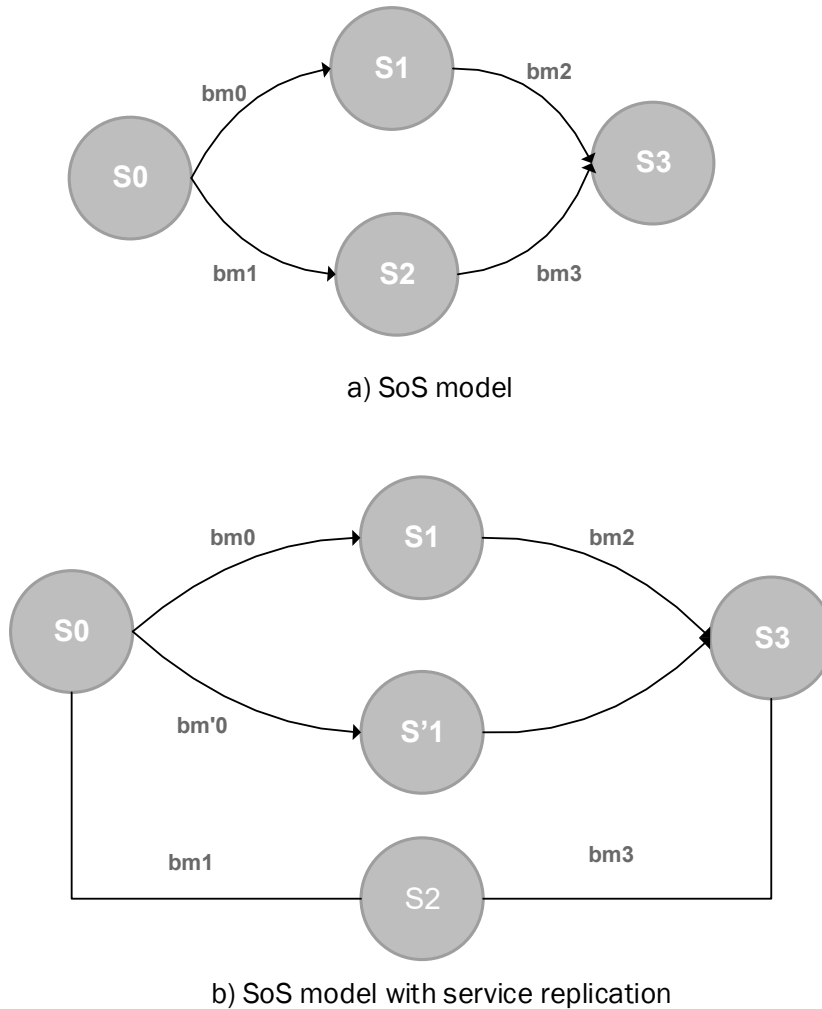 S1
bm0
bm2
S0
S3
bm1
S2
bm3
a) SoS model
bm0
S1
bm2
S0
S3
bm'0
S’1
bm1
S2
bm3
b) SoS model with service replication